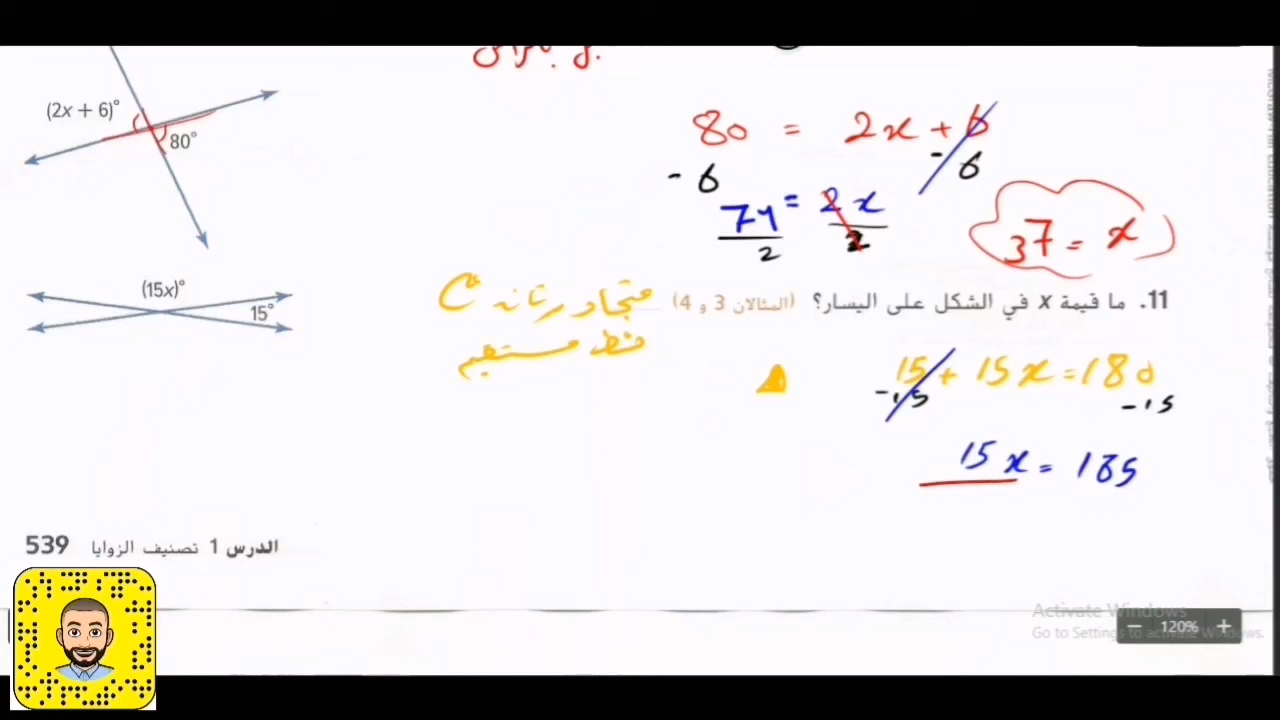 (2x + 6)°
80°
80 = 2x + 6
- 6 - 6
74 = 2x
2 2
37 = x
11. ما قيمة x في الشكل على اليسار؟ (المثالان 3 و 4)
(15x)°
15°
متجاورتان
خط مستقيم
15 + 15x = 180
-15 -15
15x = 165
الدرس 1 تصنيف الزوايا 539
Activate Windows
Go to Settings to activate Windows.
120%